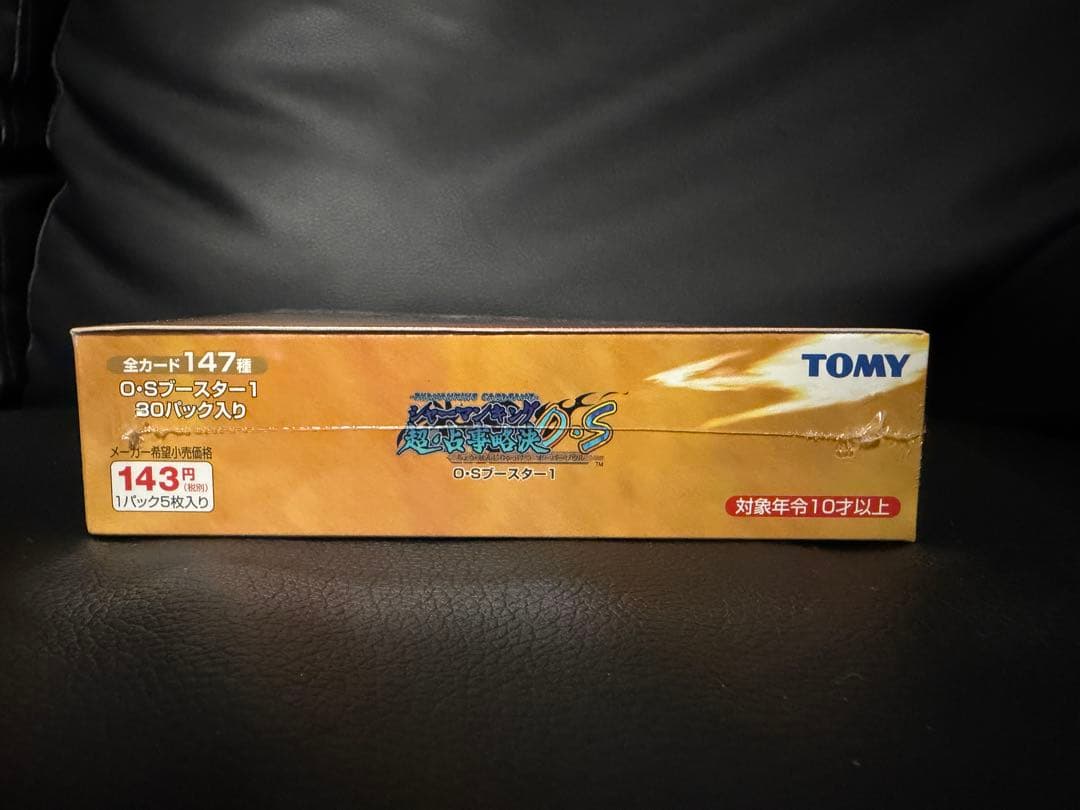 全カード147種
O・Sブースター1
30パック入り
メーカー希望小売価格
143円
(税別)
1パック5枚入り
-SHAMANKING CARDGAME-
シャーマンキング
超・占事略決
O・S
TM
O・Sブースター1
TOMY
対象年令10才以上